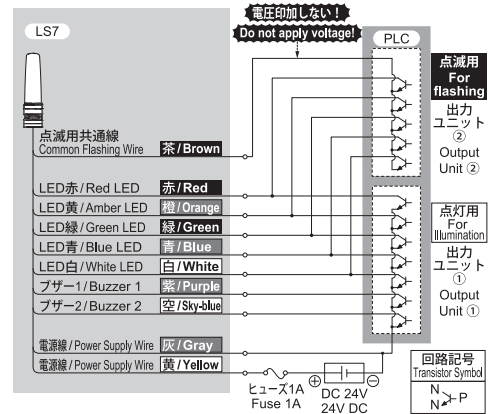 LS7
電圧印加しない！
Do not apply voltage!
PLC
点滅用
For
flashing
出力
ユニット
②
Output
Unit ②
点滅用共通線
Common Flashing Wire
茶/Brown
LED赤/Red LED
赤/Red
LED黄/Amber LED
橙/Orange
LED緑/Green LED
緑/Green
LED青/Blue LED
青/Blue
LED白/White LED
白/White
ブザー1/Buzzer 1
紫/Purple
ブザー2/Buzzer 2
空/Sky-blue
電源線/Power Supply Wire
灰/Gray
電源線/Power Supply Wire
黄/Yellow
点灯用
For
Illumination
出力
ユニット
①
Output
Unit ①
ヒューズ1A
Fuse 1A
⊕
⊖
DC 24V
24V DC
回路記号
Transistor Symbol
N
P
N